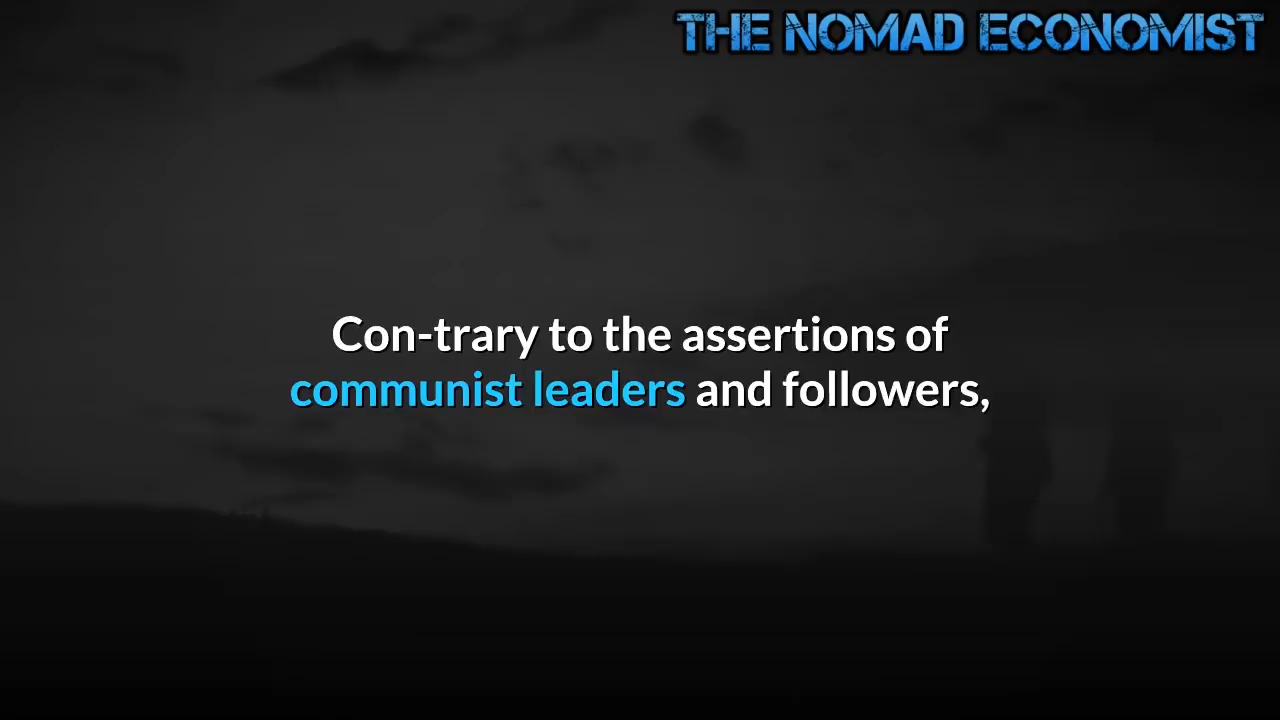 THE NOMAD ECONOMIST
Con-trary to the assertions of
communist leaders and followers,